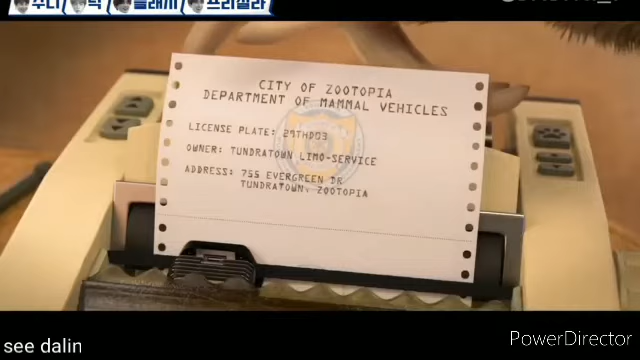 CITY OF ZOOTOPIA
DEPARTMENT OF MAMMAL VEHICLES
LICENSE PLATE: 29THD03
OWNER: TUNDRATOWN LIMO-SERVICE
ADDRESS: 755 EVERGREEN DR
TUNDRATOWN, ZOOTOPIA
see dalin
PowerDirector